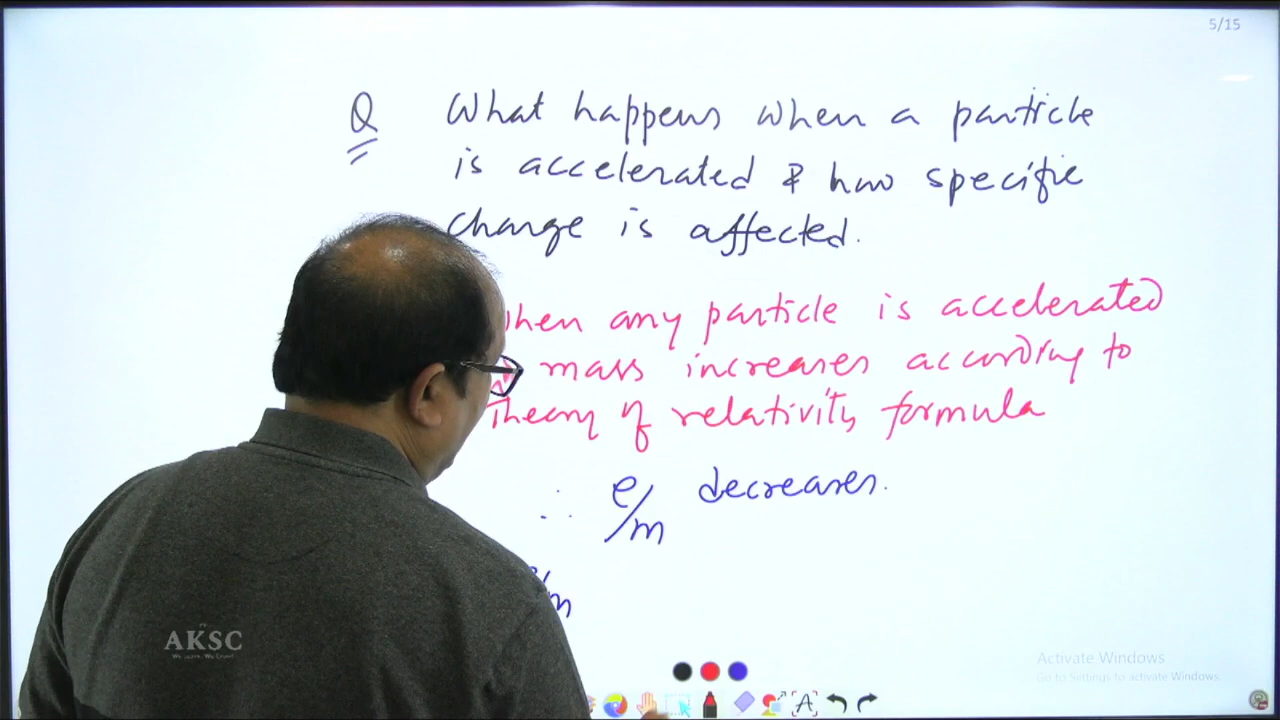 5/15
Q What happens when a particle
is accelerated & how specific
charge is affected.
when any particle is accelerated
mass increases according to
theory of relativity formula
∴ e/m decreases.
e/m
AKSC
Activate Windows
Go to Settings to activate Windows.